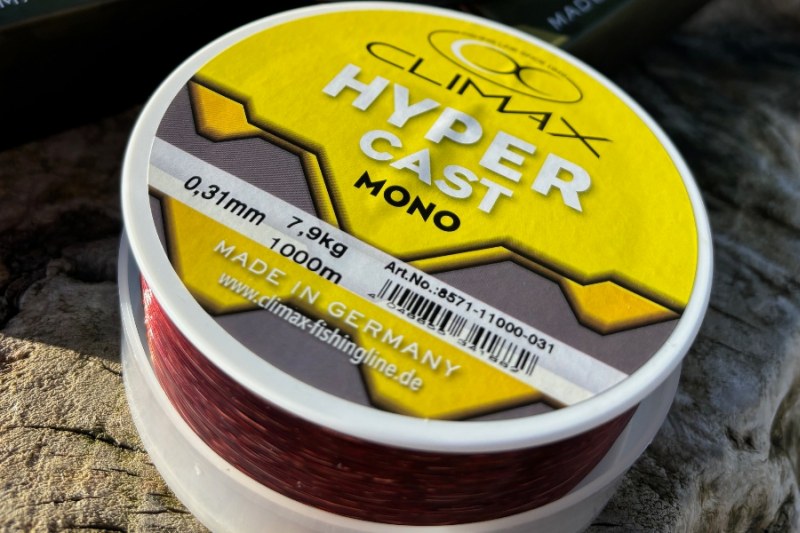 MADE
CLIMAX
HYPER
CAST
MONO
0,31mm 7,9kg
1000m
Art.No.:8571-11000-031
MADE IN GERMANY
www.climax-fishingline.de